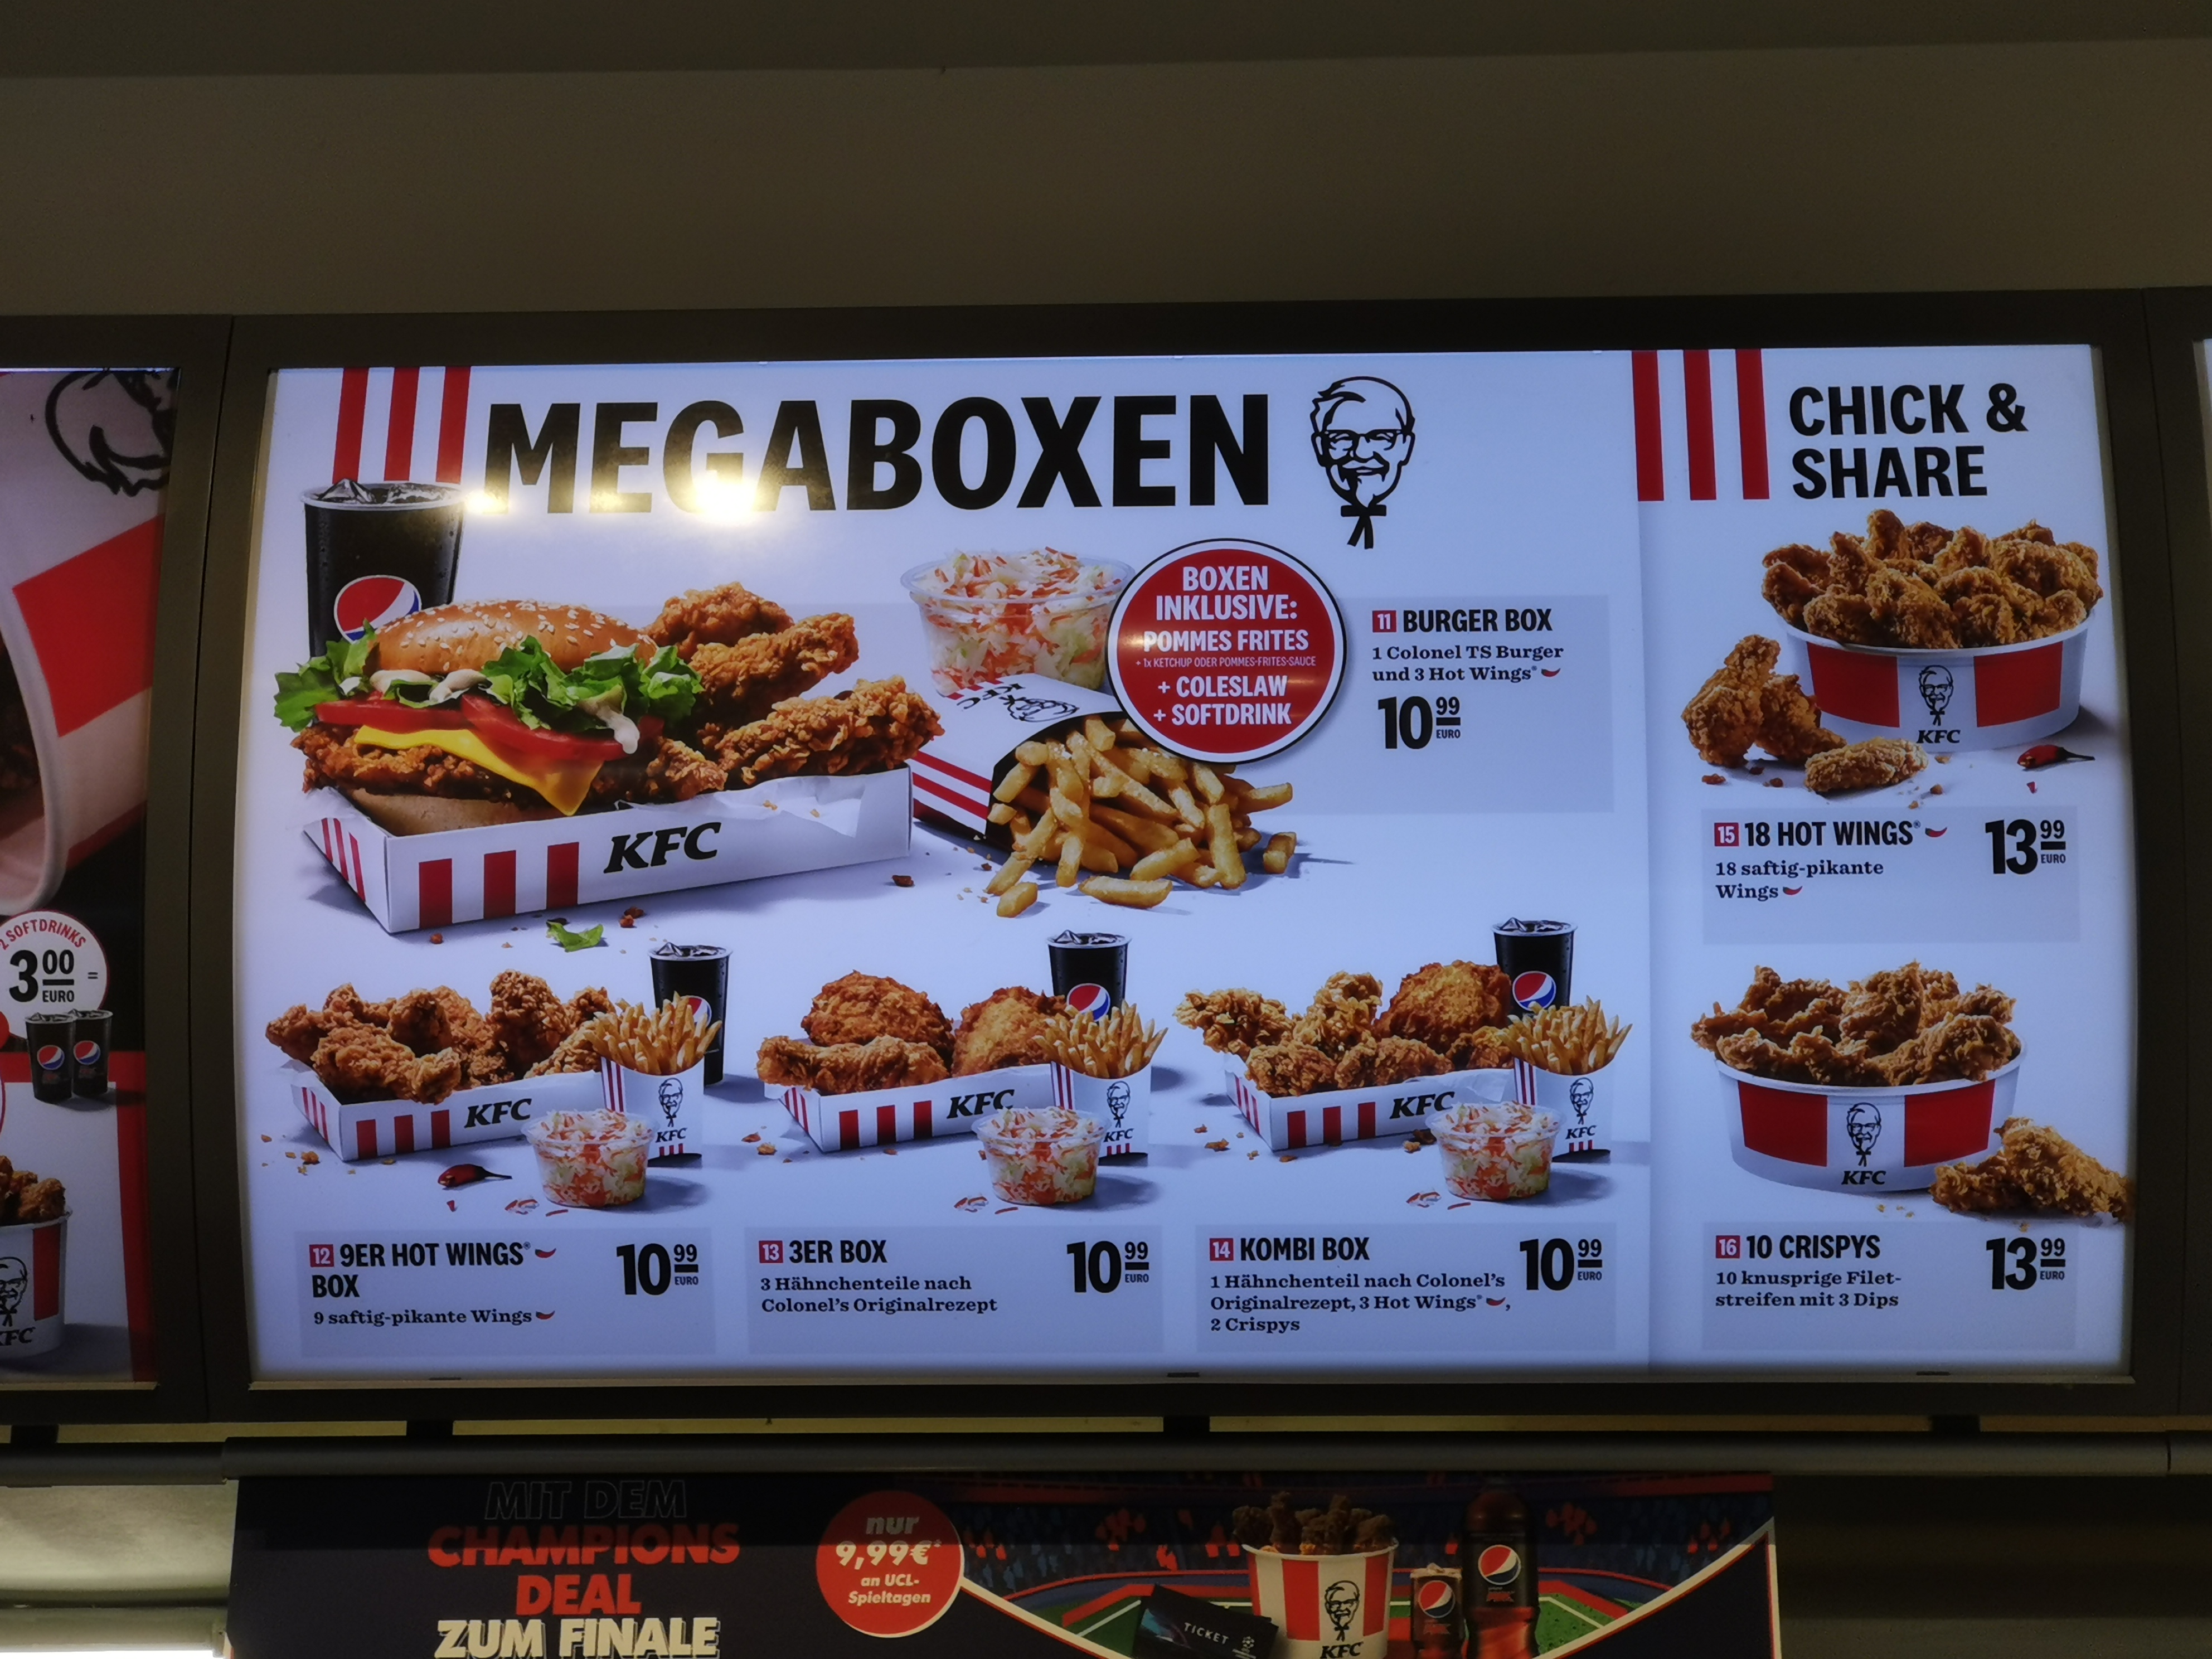 MEGABOXEN
BOXEN
INKLUSIVE:
POMMES FRITES
+ 1x KETCHUP ODER POMMES-FRITES-SAUCE
+ COLESLAW
+ SOFTDRINK
11 BURGER BOX
1 Colonel TS Burger
und 3 Hot Wings®
10 99
EURO
KFC
12 9ER HOT WINGS®
BOX
9 saftig-pikante Wings
10 99
EURO
KFC
KFC
13 3ER BOX
3 Hähnchenteile nach
Colonel's Originalrezept
10 99
EURO
KFC
KFC
14 KOMBI BOX
1 Hähnchenteil nach Colonel's
Originalrezept, 3 Hot Wings®,
2 Crispys
10 99
EURO
KFC
KFC
CHICK &
SHARE
KFC
15 18 HOT WINGS®
18 saftig-pikante
Wings
13 99
EURO
KFC
16 10 CRISPYS
10 knusprige Filet-
streifen mit 3 Dips
13 99
EURO
2 SOFTDRINKS
3 00 =
EURO
KFC
MIT DEM
CHAMPIONS
DEAL
ZUM FINALE
nur
9,99€*
an UCL-
Spieltagen
TICKET
KFC